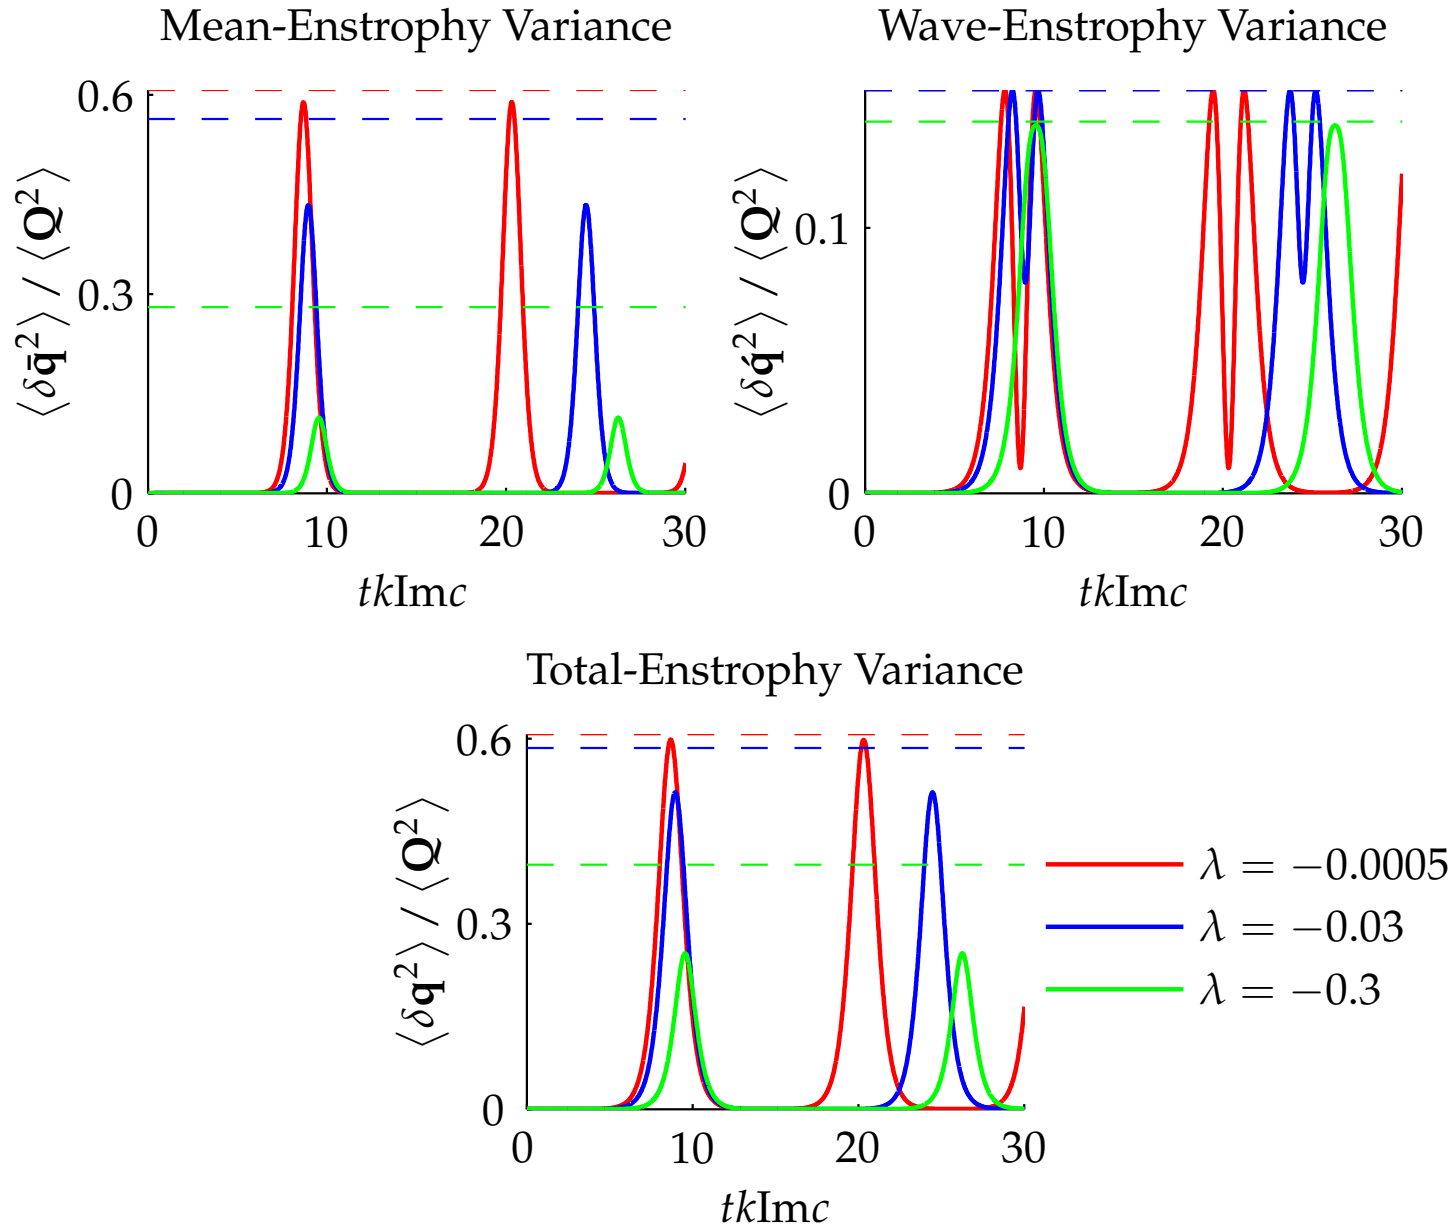 Mean-Enstrophy Variance
0.6
0.3
0
0 10 20 30
⟨δq̄²⟩ / ⟨Q²⟩
tkImc
Wave-Enstrophy Variance
0.1
0
0 10 20 30
⟨δq́²⟩ / ⟨Q²⟩
tkImc
Total-Enstrophy Variance
0.6
0.3
0
0 10 20 30
⟨δq²⟩ / ⟨Q²⟩
tkImc
λ = −0.0005
λ = −0.03
λ = −0.3